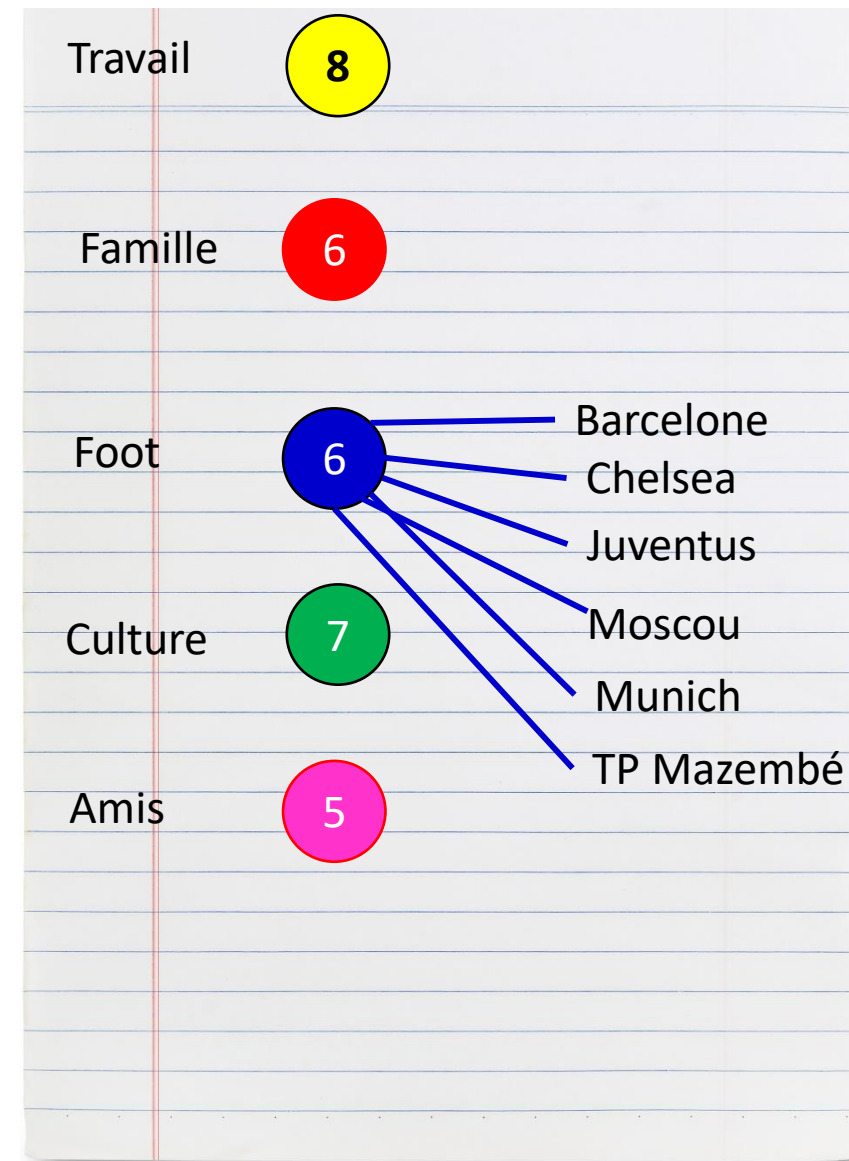 Travail 8
Famille 6
Foot 6
Barcelone
Chelsea
Juventus
Moscou
Munich
TP Mazembé
Culture 7
Amis 5